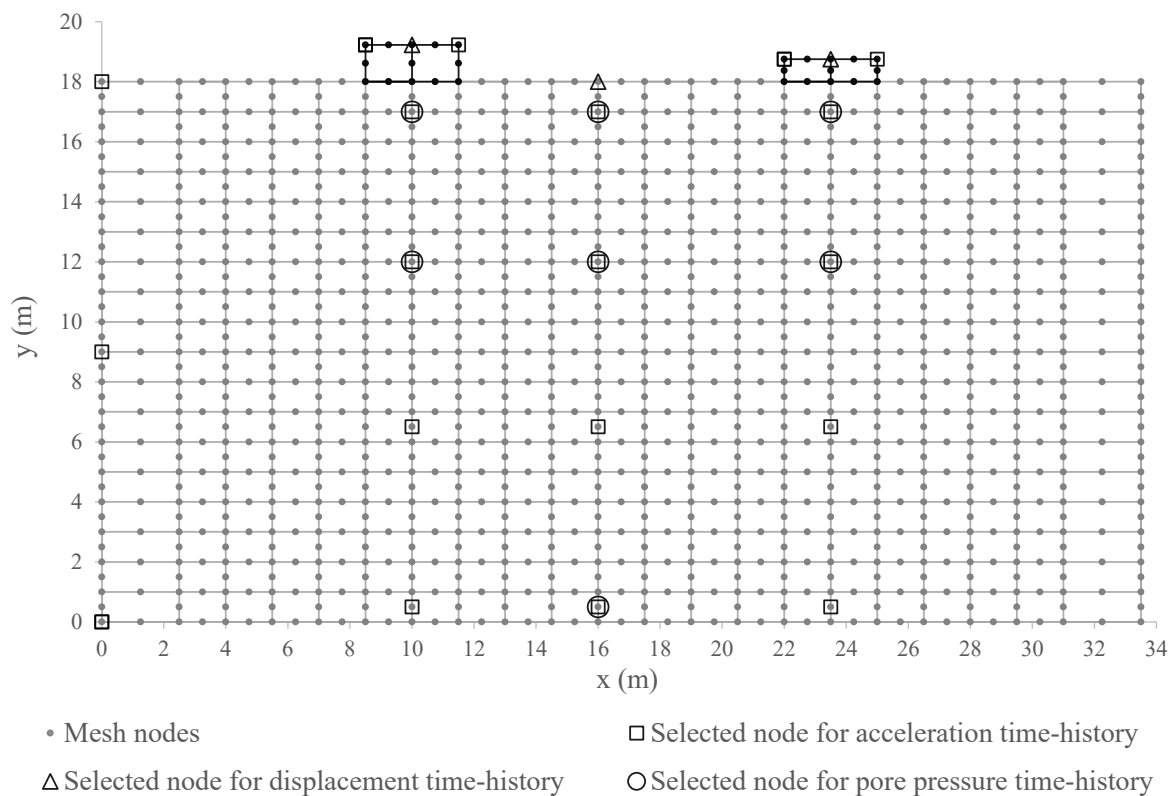 20
18
16
14
12
10
8
6
4
2
0
y (m)
0 2 4 6 8 10 12 14 16 18 20 22 24 26 28 30 32 34
x (m)
Mesh nodes
Selected node for acceleration time-history
Selected node for displacement time-history
Selected node for pore pressure time-history